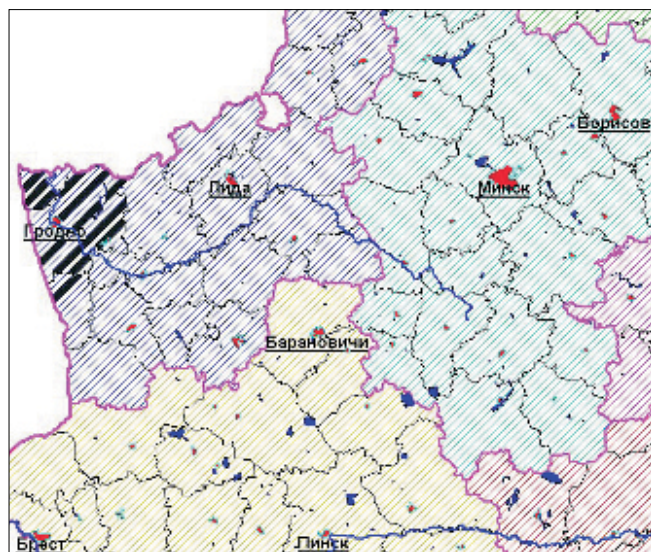 Борисов
Минск
Лида
Гродно
Барановичи
Брест
Пинск